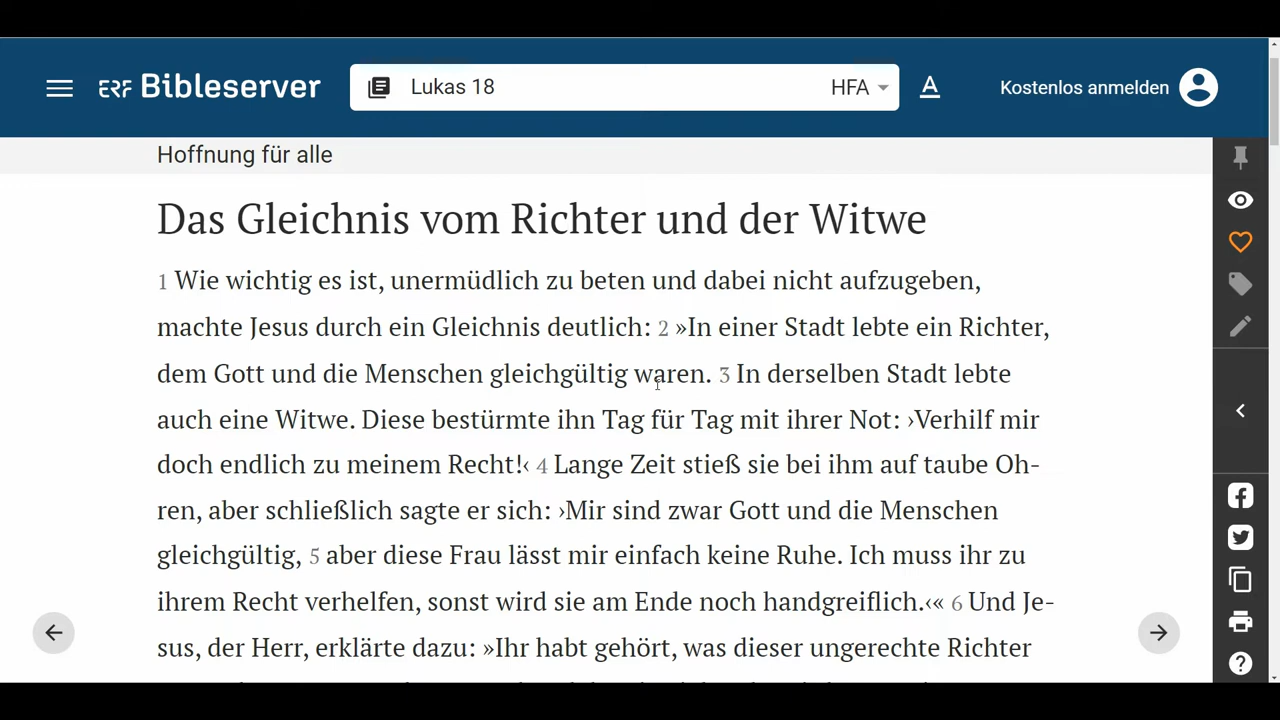 ERF Bibleserver
Lukas 18
HFA
A
Kostenlos anmelden
Hoffnung für alle
Das Gleichnis vom Richter und der Witwe
1 Wie wichtig es ist, unermüdlich zu beten und dabei nicht aufzugeben,
machte Jesus durch ein Gleichnis deutlich: 2 »In einer Stadt lebte ein Richter,
dem Gott und die Menschen gleichgültig waren. 3 In derselben Stadt lebte
auch eine Witwe. Diese bestürmte ihn Tag für Tag mit ihrer Not: ›Verhilf mir
doch endlich zu meinem Recht!‹ 4 Lange Zeit stieß sie bei ihm auf taube Oh-
ren, aber schließlich sagte er sich: ›Mir sind zwar Gott und die Menschen
gleichgültig, 5 aber diese Frau lässt mir einfach keine Ruhe. Ich muss ihr zu
ihrem Recht verhelfen, sonst wird sie am Ende noch handgreiflich.‹« 6 Und Je-
sus, der Herr, erklärte dazu: »Ihr habt gehört, was dieser ungerechte Richter